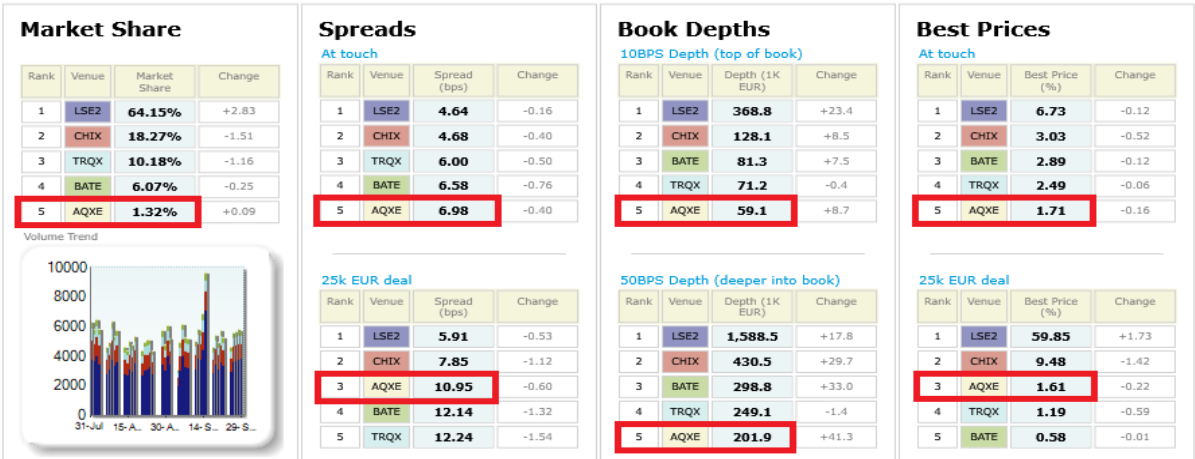 Market Share
Rank Venue Market Share Change
1 LSE2 64.15% +2.83
2 CHIX 18.27% -1.51
3 TRQX 10.18% -1.16
4 BATE 6.07% -0.25
5 AQXE 1.32% +0.09
Volume Trend
10000
8000
6000
4000
2000
0
31-Jul 15-A... 30-A... 14-S... 29-S...
Spreads
At touch
Rank Venue Spread (bps) Change
1 LSE2 4.64 -0.16
2 CHIX 4.68 -0.40
3 TRQX 6.00 -0.50
4 BATE 6.58 -0.76
5 AQXE 6.98 -0.40
25k EUR deal
Rank Venue Spread (bps) Change
1 LSE2 5.91 -0.53
2 CHIX 7.85 -1.12
3 AQXE 10.95 -0.60
4 BATE 12.14 -1.32
5 TRQX 12.24 -1.54
Book Depths
10BPS Depth (top of book)
Rank Venue Depth (1K EUR) Change
1 LSE2 368.8 +23.4
2 CHIX 128.1 +8.5
3 BATE 81.3 +7.5
4 TRQX 71.2 -0.4
5 AQXE 59.1 +8.7
50BPS Depth (deeper into book)
Rank Venue Depth (1K EUR) Change
1 LSE2 1,588.5 +17.8
2 CHIX 430.5 +29.7
3 BATE 298.8 +33.0
4 TRQX 249.1 -1.4
5 AQXE 201.9 +41.3
Best Prices
At touch
Rank Venue Best Price (%) Change
1 LSE2 6.73 -0.12
2 CHIX 3.03 -0.52
3 BATE 2.89 -0.12
4 TRQX 2.49 -0.06
5 AQXE 1.71 -0.16
25k EUR deal
Rank Venue Best Price (%) Change
1 LSE2 59.85 +1.73
2 CHIX 9.48 -1.42
3 AQXE 1.61 -0.22
4 TRQX 1.19 -0.59
5 BATE 0.58 -0.01